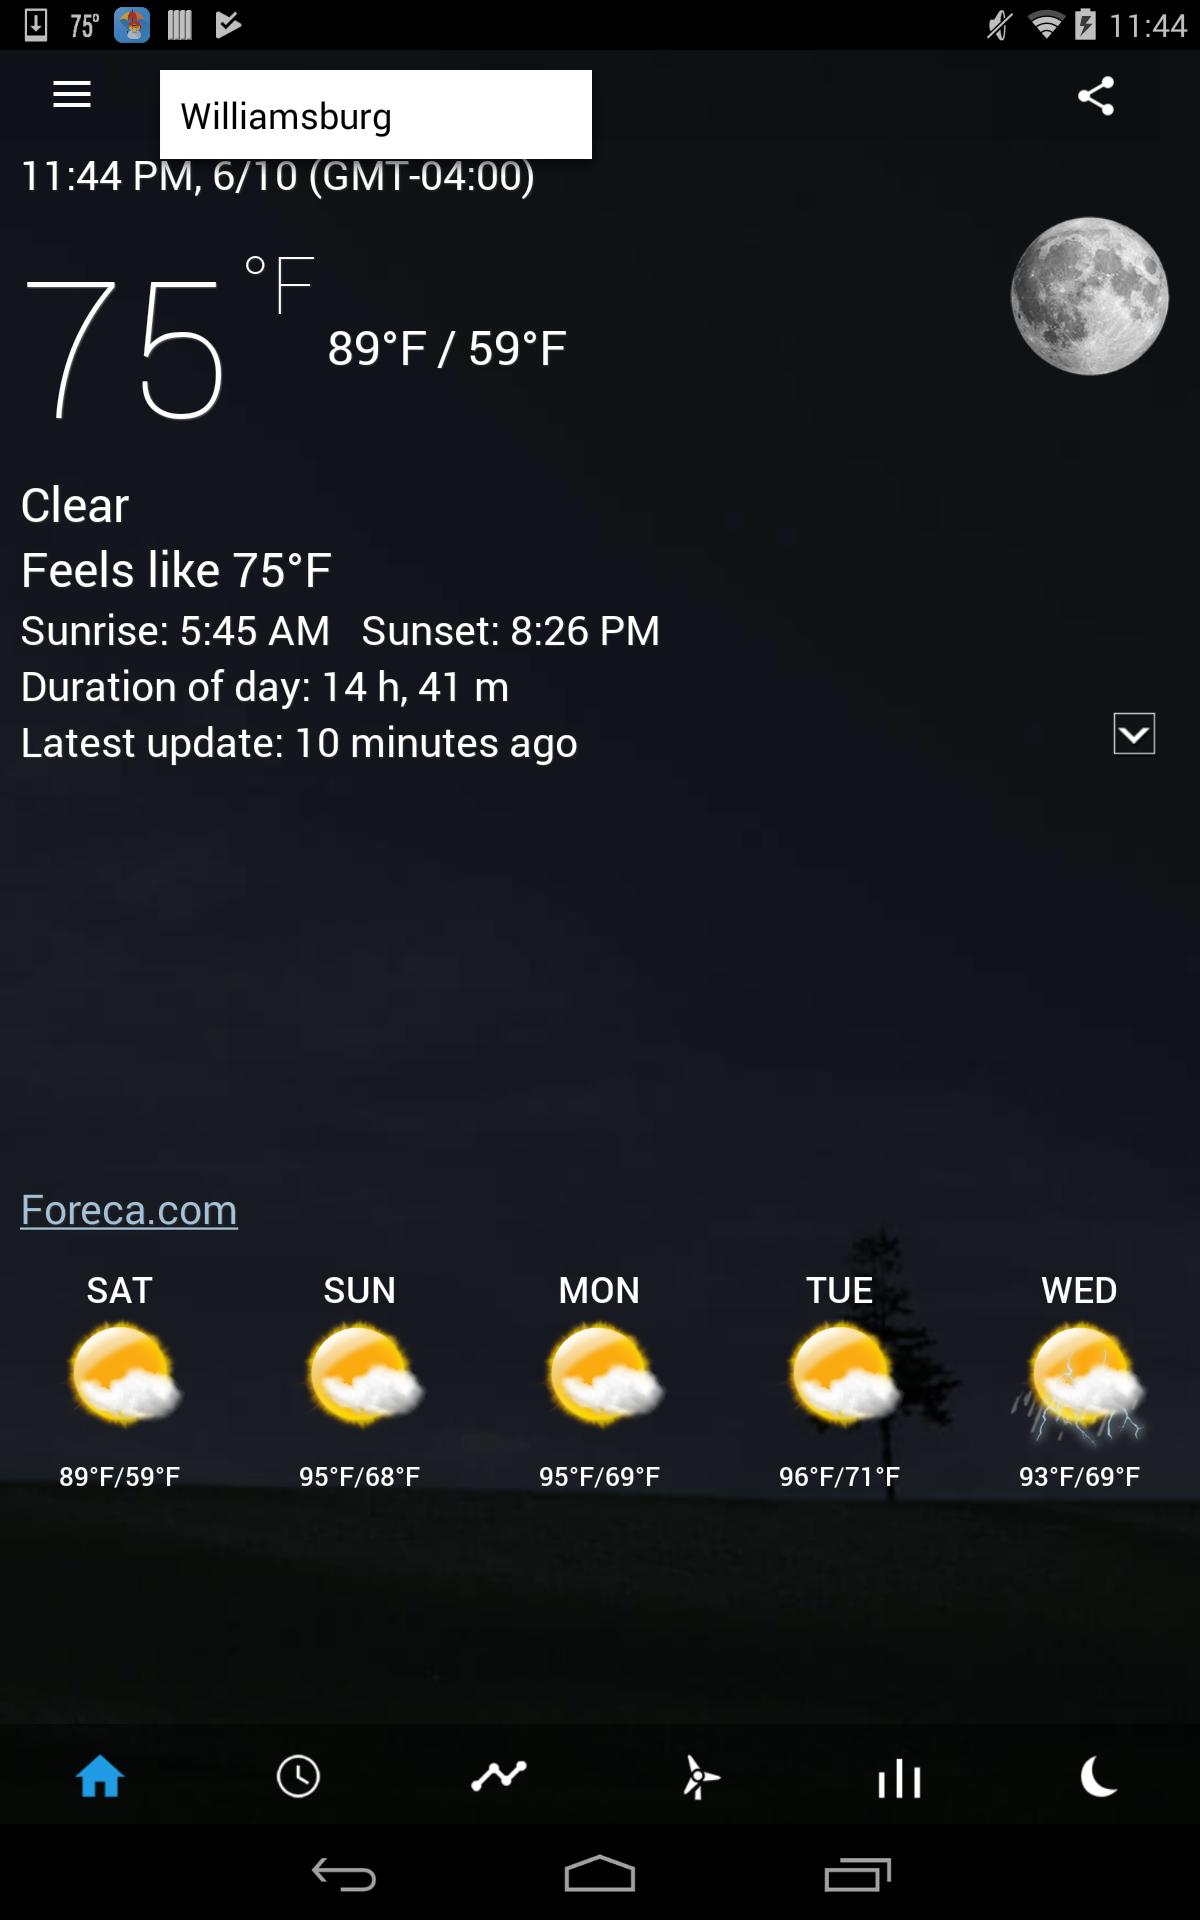 75° 11:44
Williamsburg
11:44 PM, 6/10 (GMT-04:00)
75 °F
89°F / 59°F
Clear
Feels like 75°F
Sunrise: 5:45 AM Sunset: 8:26 PM
Duration of day: 14 h, 41 m
Latest update: 10 minutes ago
Foreca.com
SAT SUN MON TUE WED
89°F/59°F 95°F/68°F 95°F/69°F 96°F/71°F 93°F/69°F